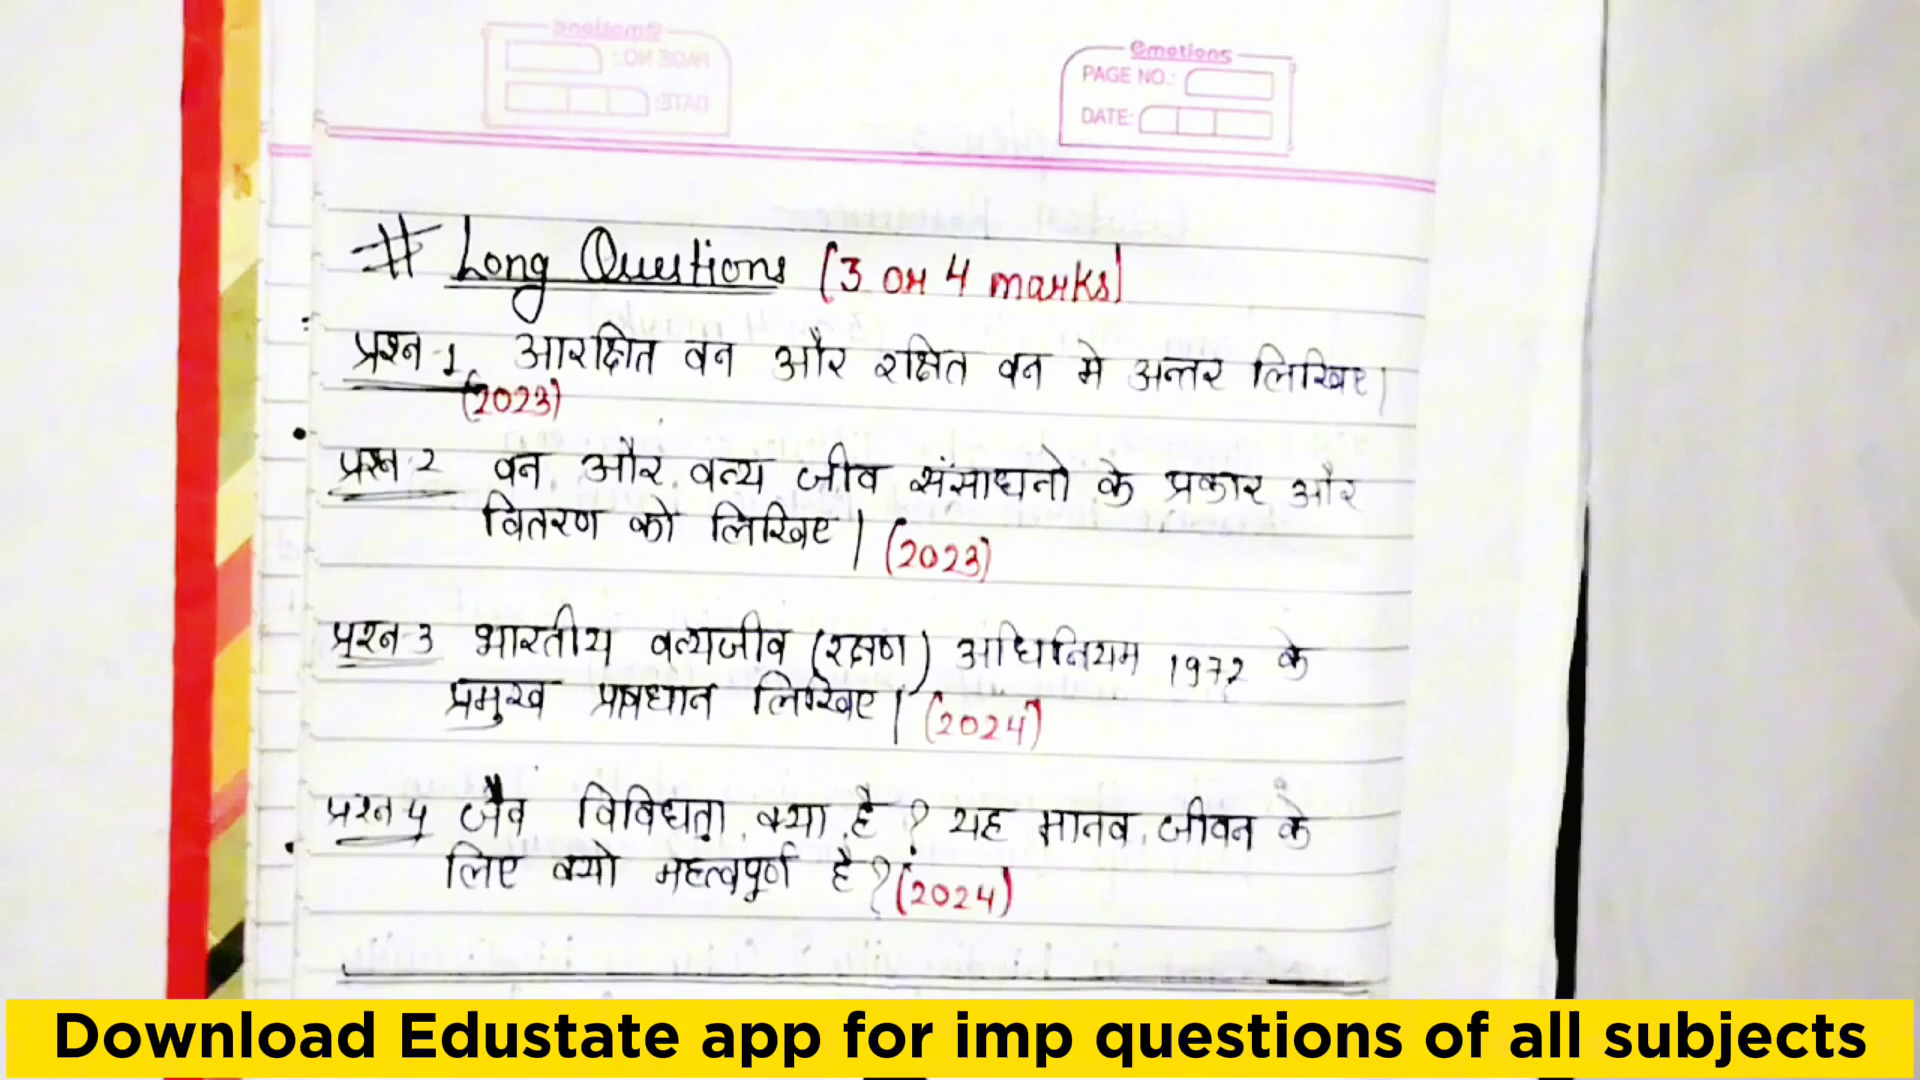 emotions
PAGE NO.:
DATE:
# Long Questions (3 or 4 marks)
प्रश्न-1 आरक्षित वन और रक्षित वन मे अन्तर लिखिए।
(2023)
प्रश्न-2 वन और वन्य जीव संसाधनो के प्रकार और
वितरण को लिखिए। (2023)
प्रश्न-3 भारतीय वन्यजीव (रक्षण) अधिनियम 1972 के
प्रमुख प्रावधान लिखिए। (2024)
प्रश्न 4 जैव विविधता क्या है? यह मानव जीवन के
लिए क्यो महत्वपूर्ण है? (2024)
Download Edustate app for imp questions of all subjects